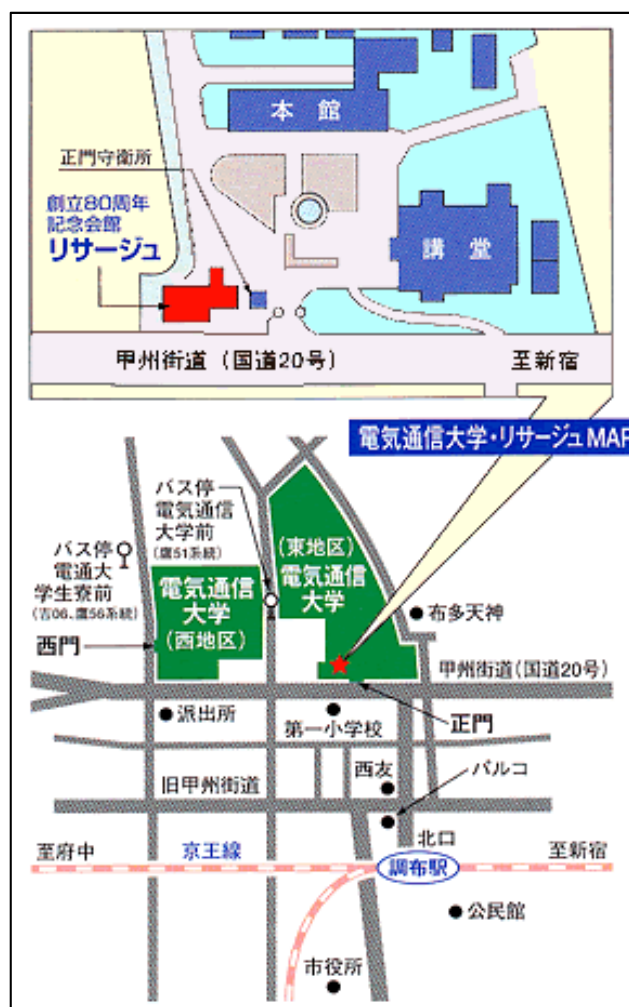 本館
正門守衛所
創立80周年
記念会館
リサージュ
講堂
甲州街道（国道20号）
至新宿
電気通信大学・リサージュMAP
バス停
電気通信
大学前
（鷹51系統）
バス停
電通大
学生寮前
（吉06、鷹56系統）
（東地区）
電気通信
大学
電気通信
大学
（西地区）
布多天神
西門
甲州街道（国道20号）
派出所
第一小学校
正門
西友
パルコ
旧甲州街道
北口
至府中
京王線
調布駅
至新宿
公民館
市役所